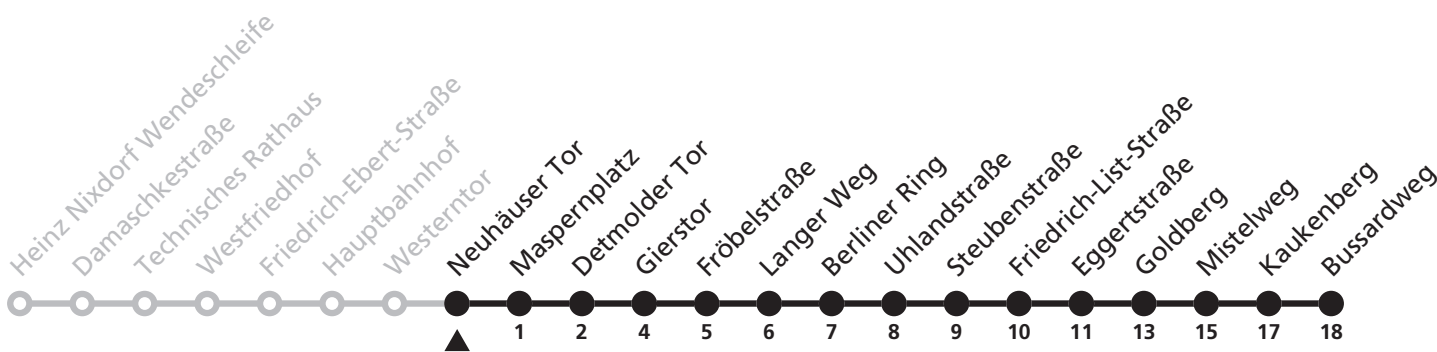 Heinz Nixdorf Wendeschleife
Damaschkestraße
Technisches Rathaus
Westfriedhof
Friedrich-Ebert-Straße
Hauptbahnhof
Westerntor
Neuhäuser Tor
Maspernplatz
Detmolder Tor
Gierstor
Fröbelstraße
Langer Weg
Berliner Ring
Uhlandstraße
Steubenstraße
Friedrich-List-Straße
Eggertstraße
Goldberg
Mistelweg
Kaukenberg
Bussardweg
1 2 4 5 6 7 8 9 10 11 13 15 17 18